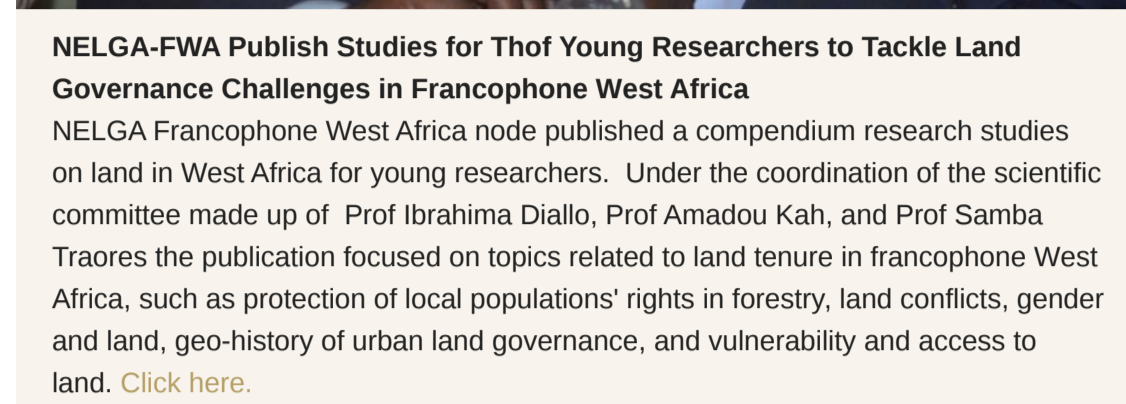 NELGA-FWA Publish Studies for Thof Young Researchers to Tackle Land
Governance Challenges in Francophone West Africa
NELGA Francophone West Africa node published a compendium research studies
on land in West Africa for young researchers.  Under the coordination of the scientific
committee made up of  Prof Ibrahima Diallo, Prof Amadou Kah, and Prof Samba
Traores the publication focused on topics related to land tenure in francophone West
Africa, such as protection of local populations' rights in forestry, land conflicts, gender
and land, geo-history of urban land governance, and vulnerability and access to
land. Click here.